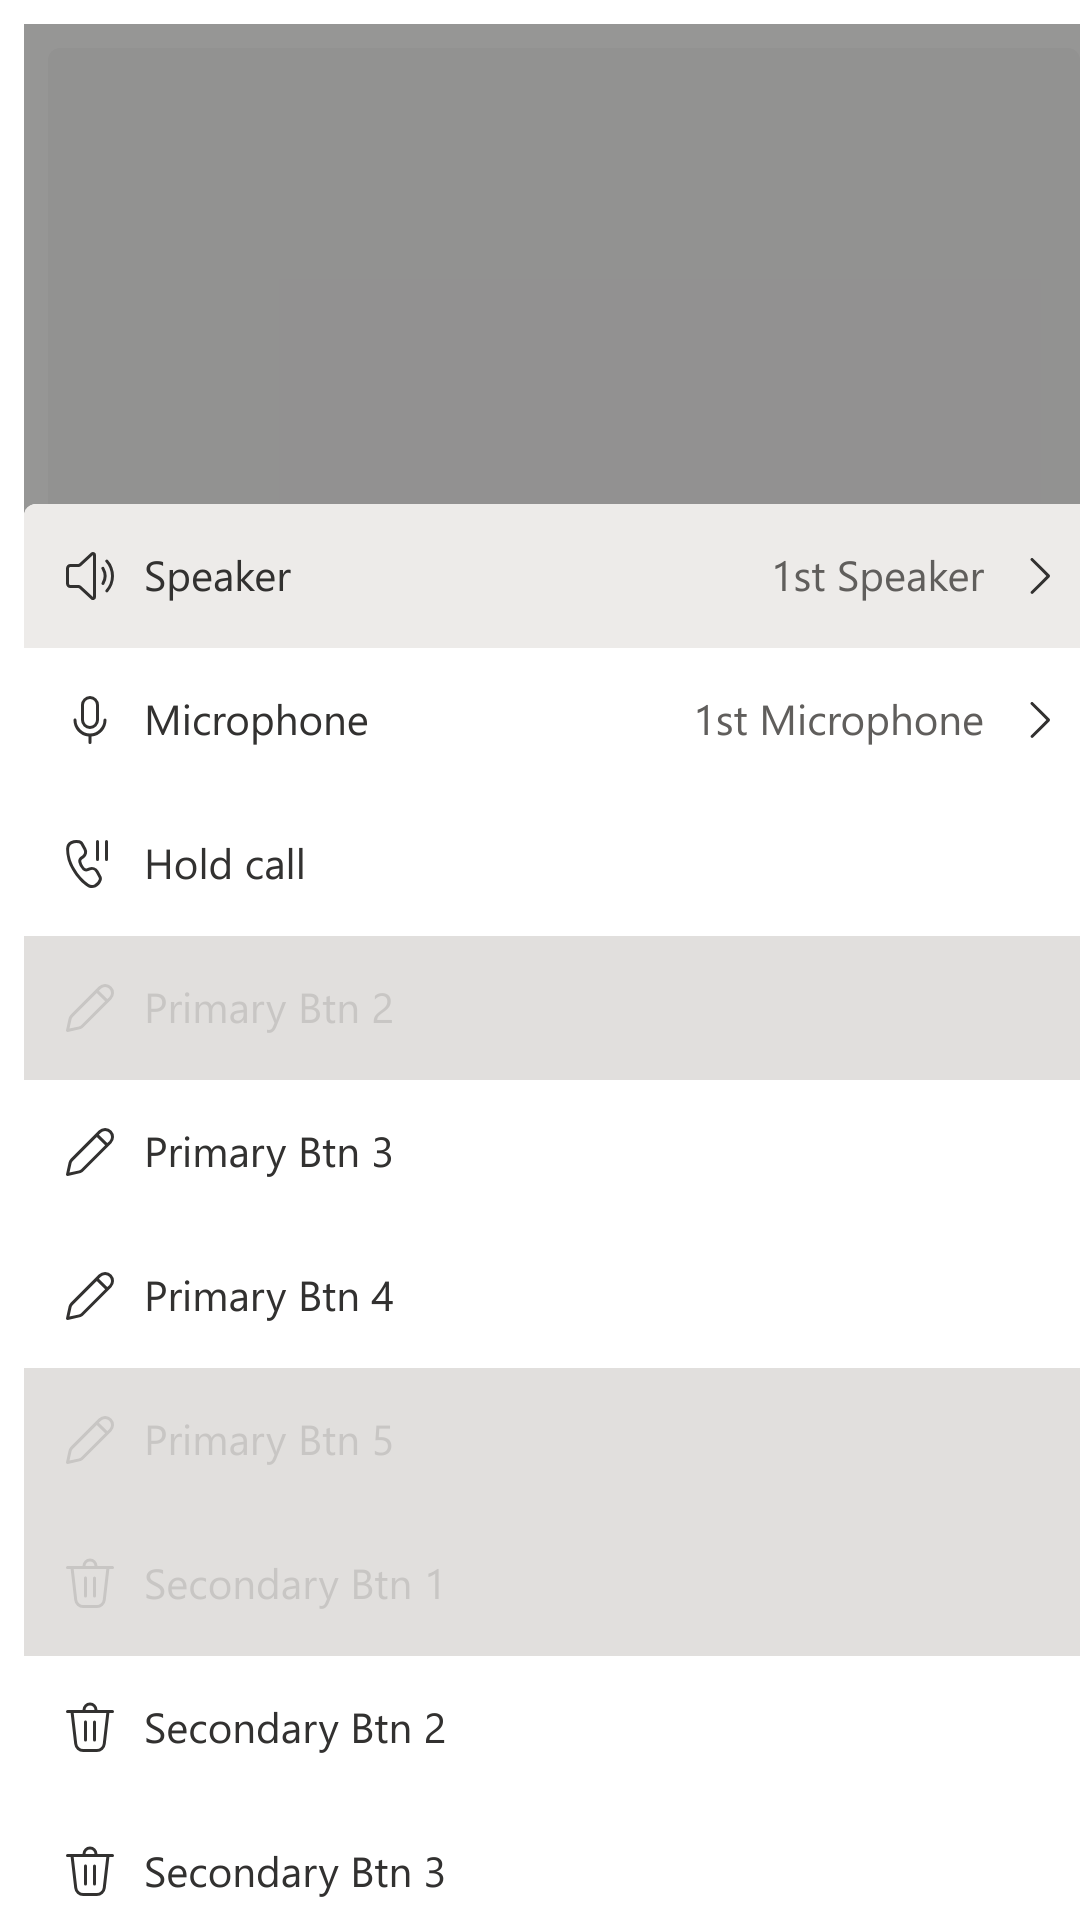 Speaker 1st Speaker
Microphone 1st Microphone
Hold call
Primary Btn 2
Primary Btn 3
Primary Btn 4
Primary Btn 5
Secondary Btn 1
Secondary Btn 2
Secondary Btn 3